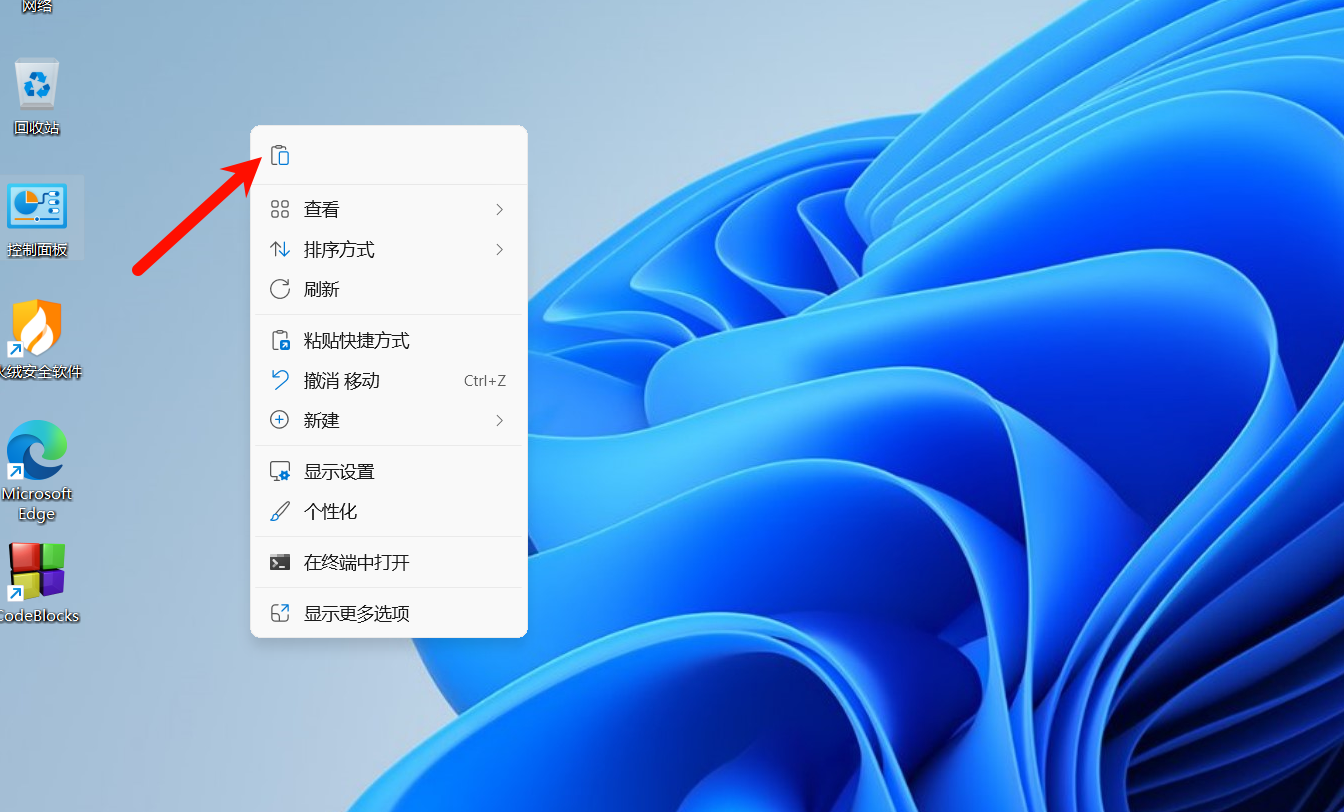 网络
回收站
控制面板
火绒安全软件
Microsoft
Edge
CodeBlocks
查看
排序方式
刷新
粘贴快捷方式
撤消 移动 Ctrl+Z
新建
显示设置
个性化
在终端中打开
显示更多选项